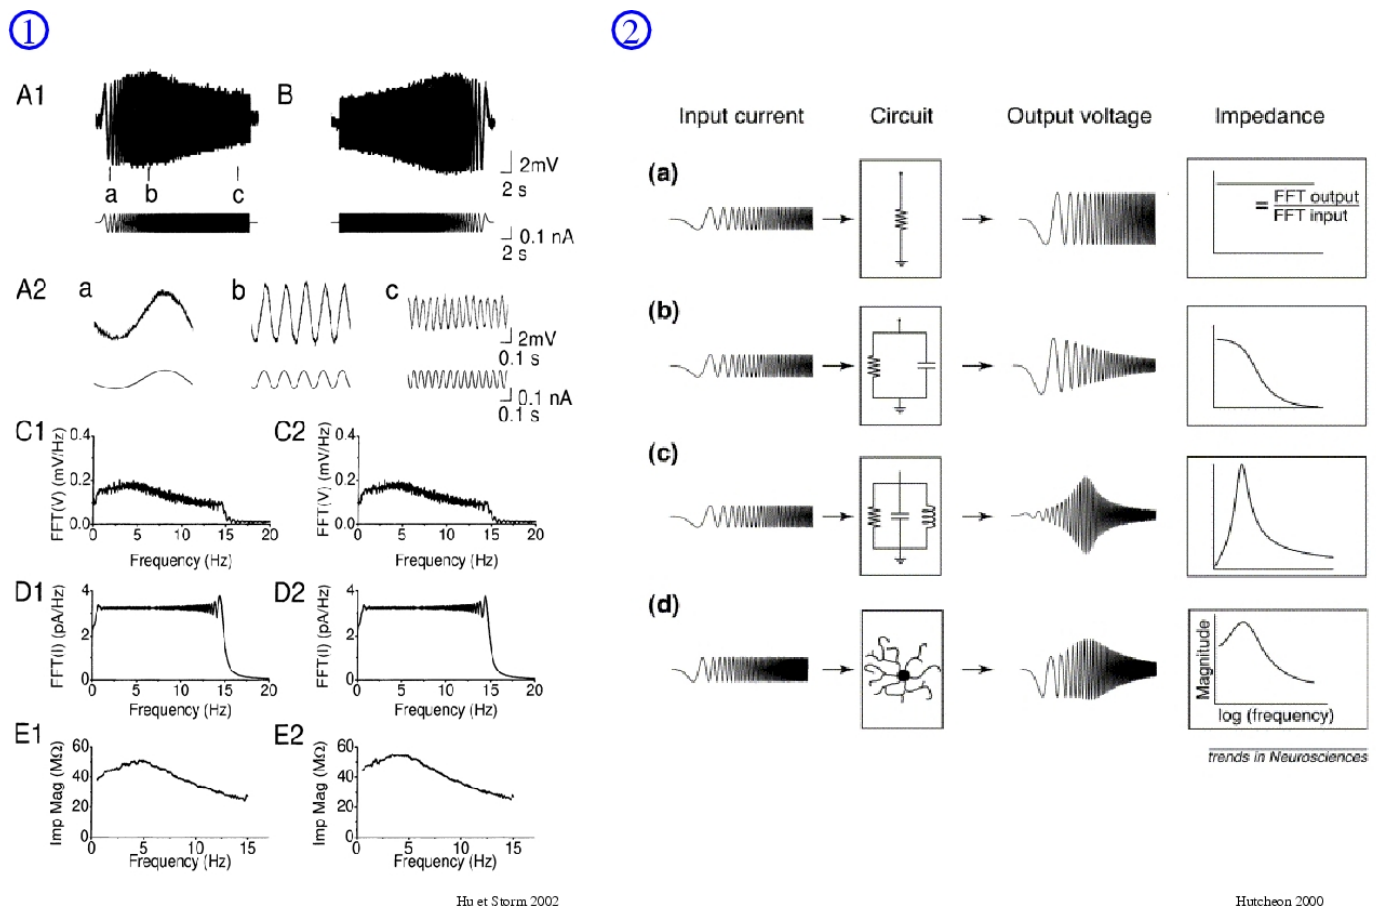 1
A1
B
2mV
2 s
a b c
0.1 nA
2 s
A2 a b c
2mV
0.1 s
0.1 nA
0.1 s
C1
FFT(V) (mV/Hz)
0.4
0.2
0.0
0 5 10 15 20
Frequency (Hz)
C2
FFT(V) (mV/Hz)
0.4
0.2
0.0
0 5 10 15 20
Frequency (Hz)
D1
FFT(I) (pA/Hz)
4
2
0
0 5 10 15 20
Frequency (Hz)
D2
FFT(I) (pA/Hz)
4
2
0
0 5 10 15 20
Frequency (Hz)
E1
Imp Mag (MΩ)
60
40
20
0
0 5 10 15
Frequency (Hz)
E2
Imp Mag (MΩ)
60
40
20
0
0 5 10 15
Frequency (Hz)
Hu et Storm 2002
2
Input current Circuit Output voltage Impedance
(a)
= FFT output
FFT input
(b)
(c)
(d)
Magnitude
log (frequency)
trends in Neurosciences
Hutcheon 2000